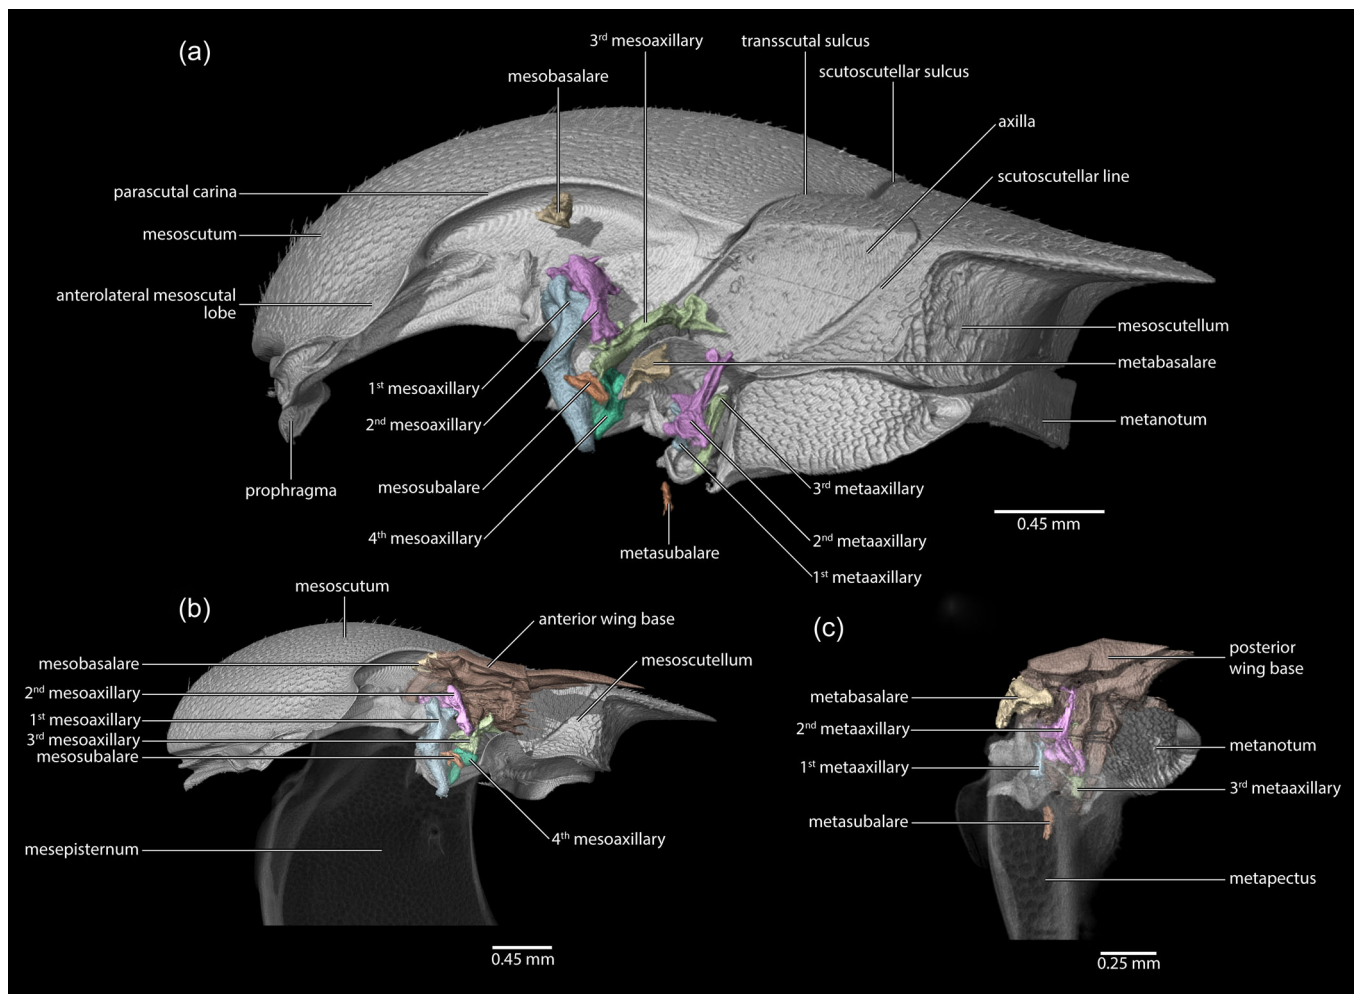 (a)
3rd mesoaxillary
transscutal sulcus
mesobasalare
scutoscutellar sulcus
axilla
scutoscutellar line
parascutal carina
mesoscutum
anterolateral mesoscutal
lobe
mesoscutellum
metabasalare
1st mesoaxillary
2nd mesoaxillary
metanotum
mesosubalare
prophragma
3rd metaaxillary
0.45 mm
4th mesoaxillary
metasubalare
2nd metaaxillary
1st metaaxillary
(b)
mesoscutum
anterior wing base
mesobasalare
mesoscutellum
2nd mesoaxillary
1st mesoaxillary
3rd mesoaxillary
mesosubalare
4th mesoaxillary
mesepisternum
0.45 mm
(c)
posterior
wing base
metabasalare
2nd metaaxillary
metanotum
1st metaaxillary
3rd metaaxillary
metasubalare
metapectus
0.25 mm